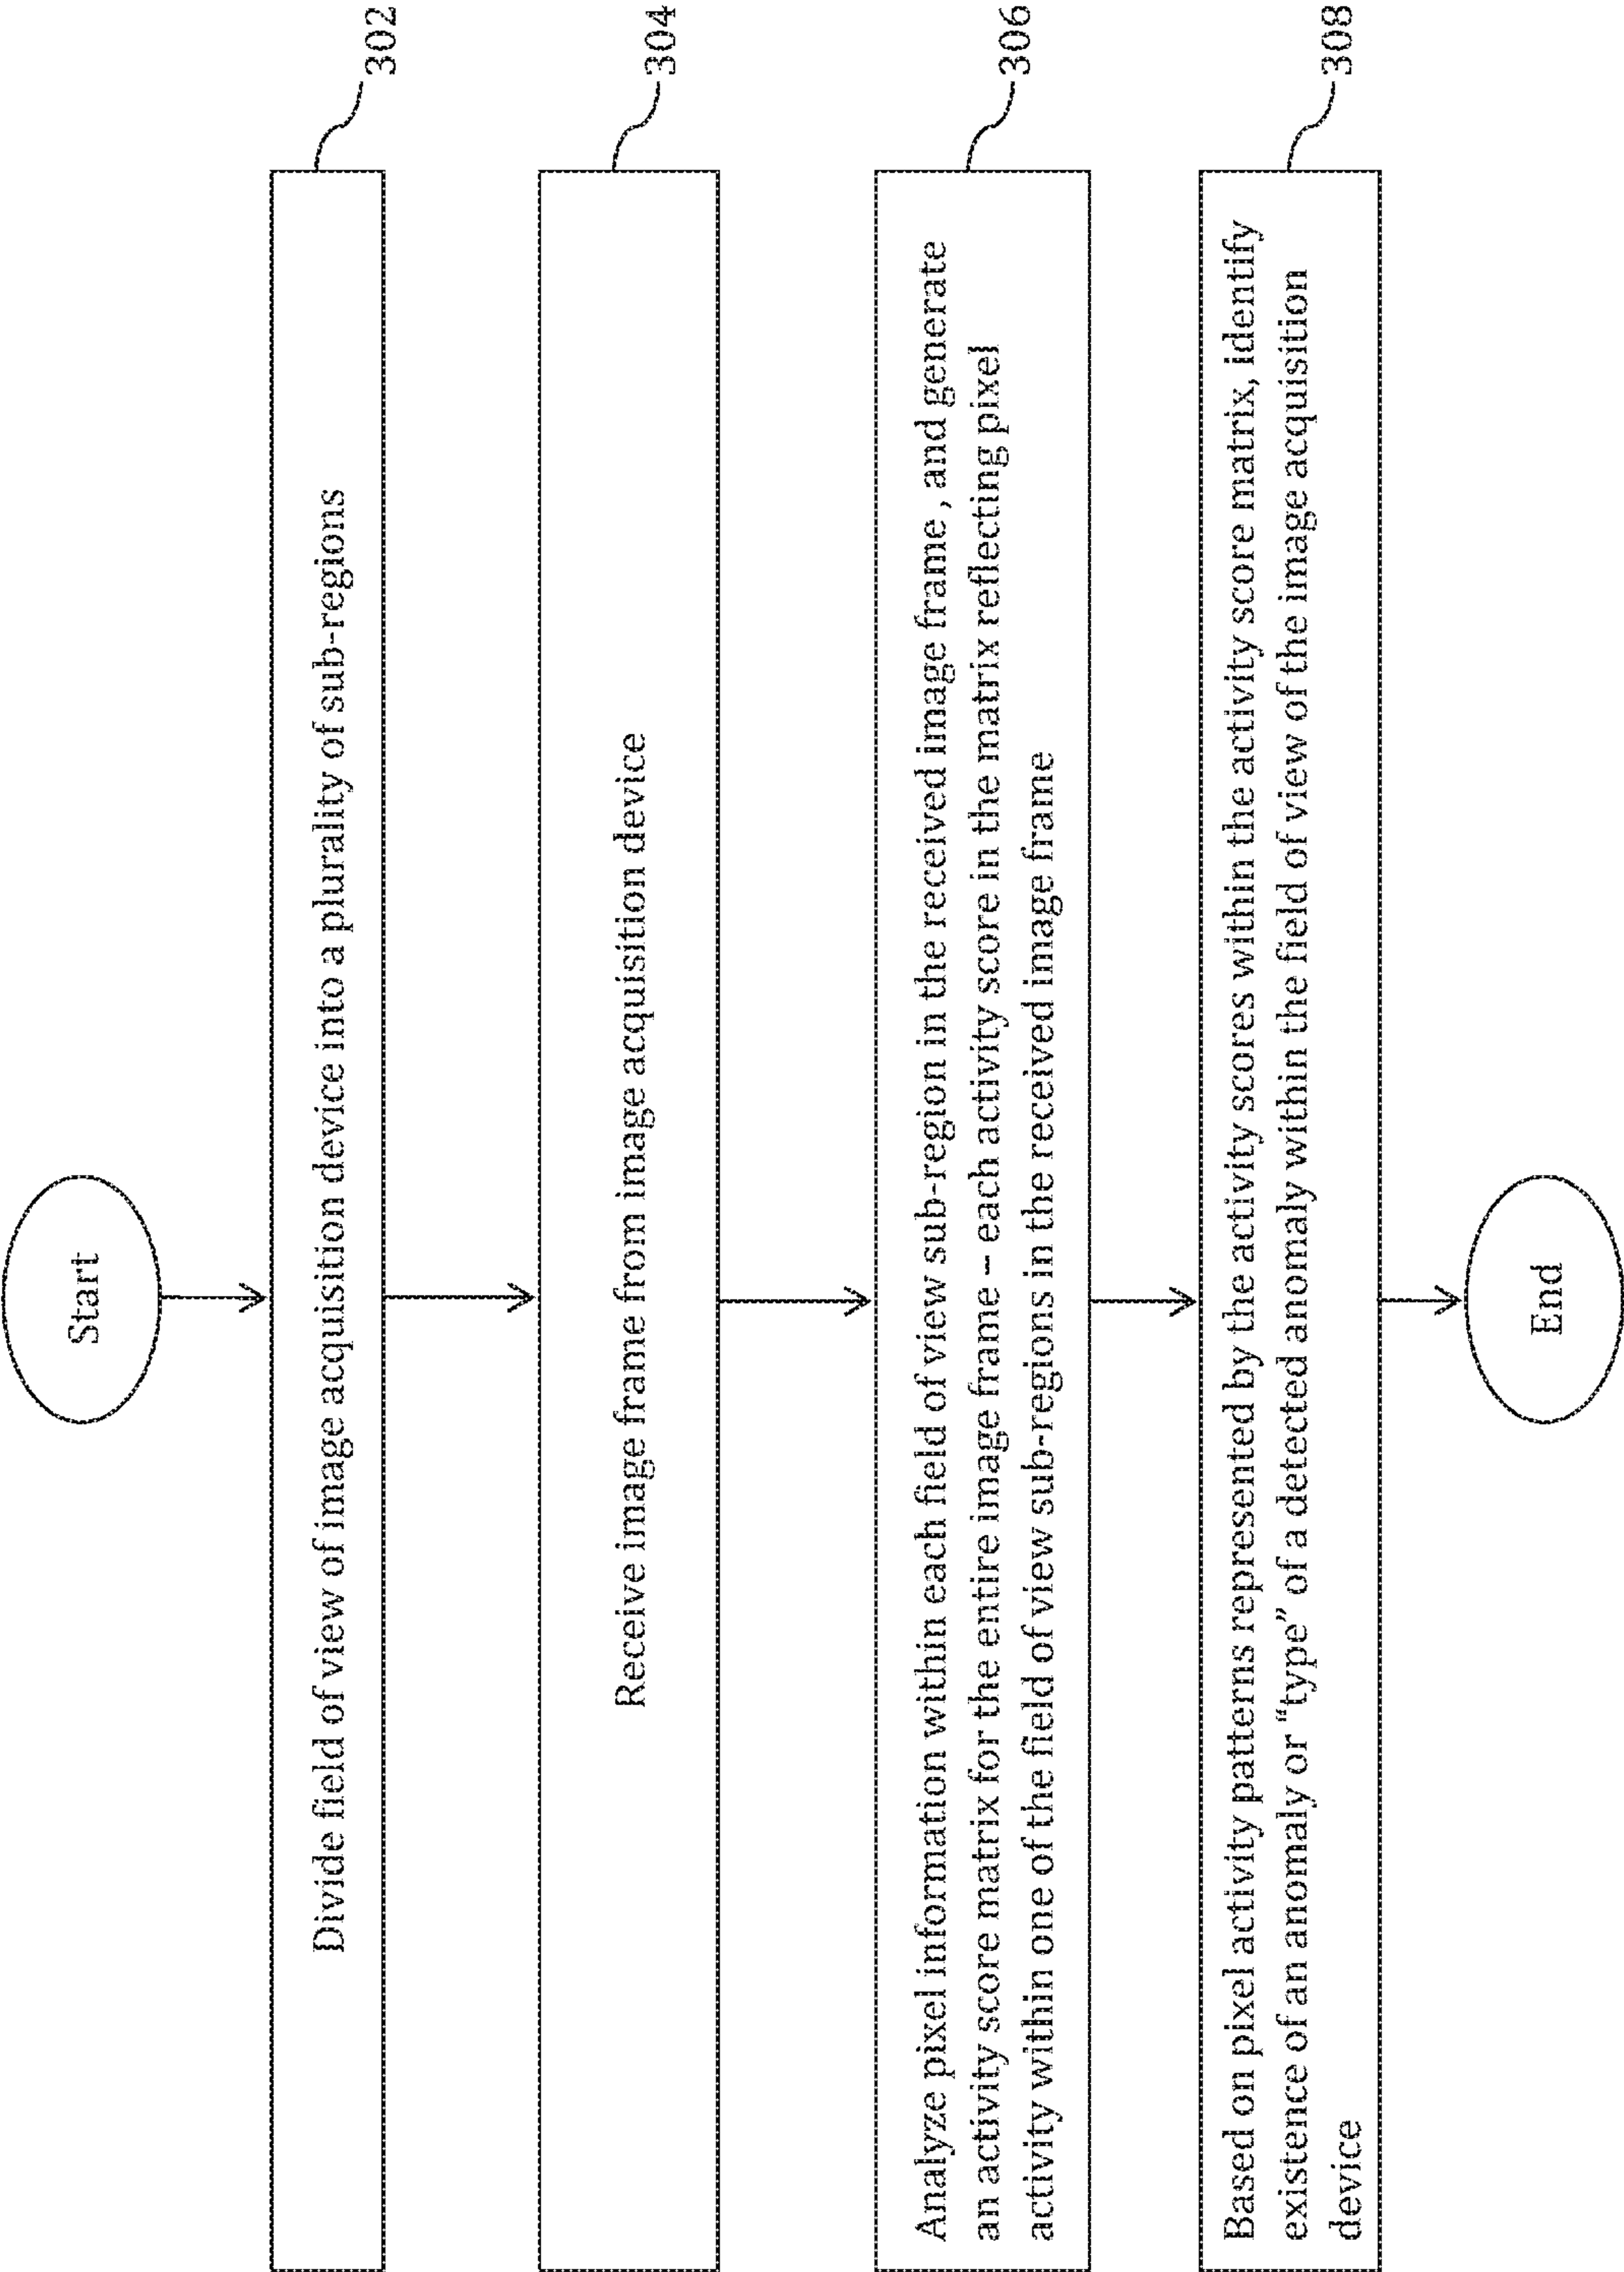 Start
302
Divide field of view of image acquisition device into a plurality of sub-regions
304
Receive image frame from image acquisition device
306
Analyze pixel information within each field of view sub-region in the received image frame , and generate
an activity score matrix for the entire image frame – each activity score in the matrix reflecting pixel
activity within one of the field of view sub-regions in the received image frame
308
Based on pixel activity patterns represented by the activity scores within the activity score matrix, identify
existence of an anomaly or “type” of a detected anomaly within the field of view of the image acquisition
device
End